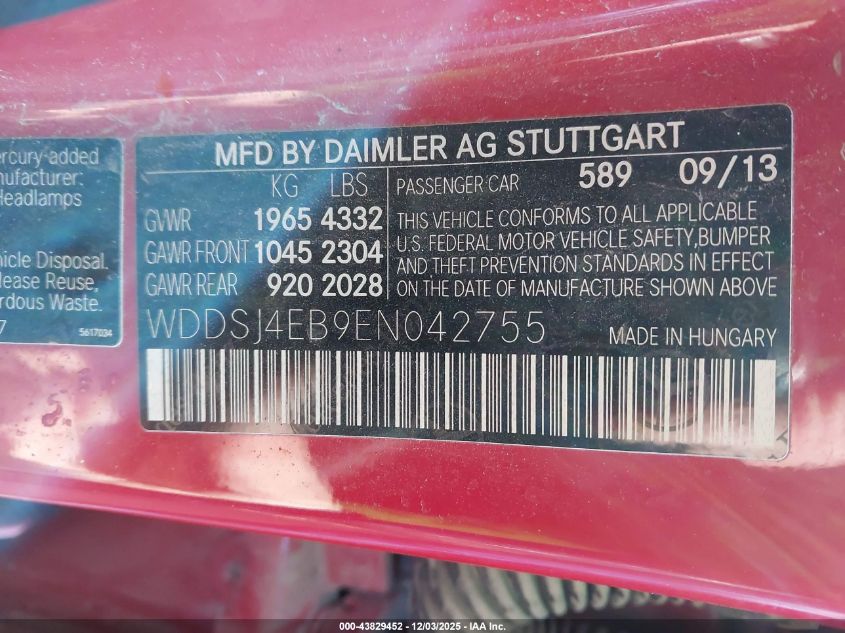 ercury-added
nufacturer:
Headlamps
hicle Disposal.
Please Reuse,
rdous Waste.
7
5617034
MFD BY DAIMLER AG STUTTGART
KG LBS
GVWR 1965 4332
GAWR FRONT 1045 2304
GAWR REAR 920 2028
PASSENGER CAR 589 09/13
THIS VEHICLE CONFORMS TO ALL APPLICABLE
U.S. FEDERAL MOTOR VEHICLE SAFETY,BUMPER
AND THEFT PREVENTION STANDARDS IN EFFECT
ON THE DATE OF MANUFACTURE SHOWN ABOVE
WDDSJ4EB9EN042755 MADE IN HUNGARY
000-43829452 - 12/03/2025 - IAA Inc.